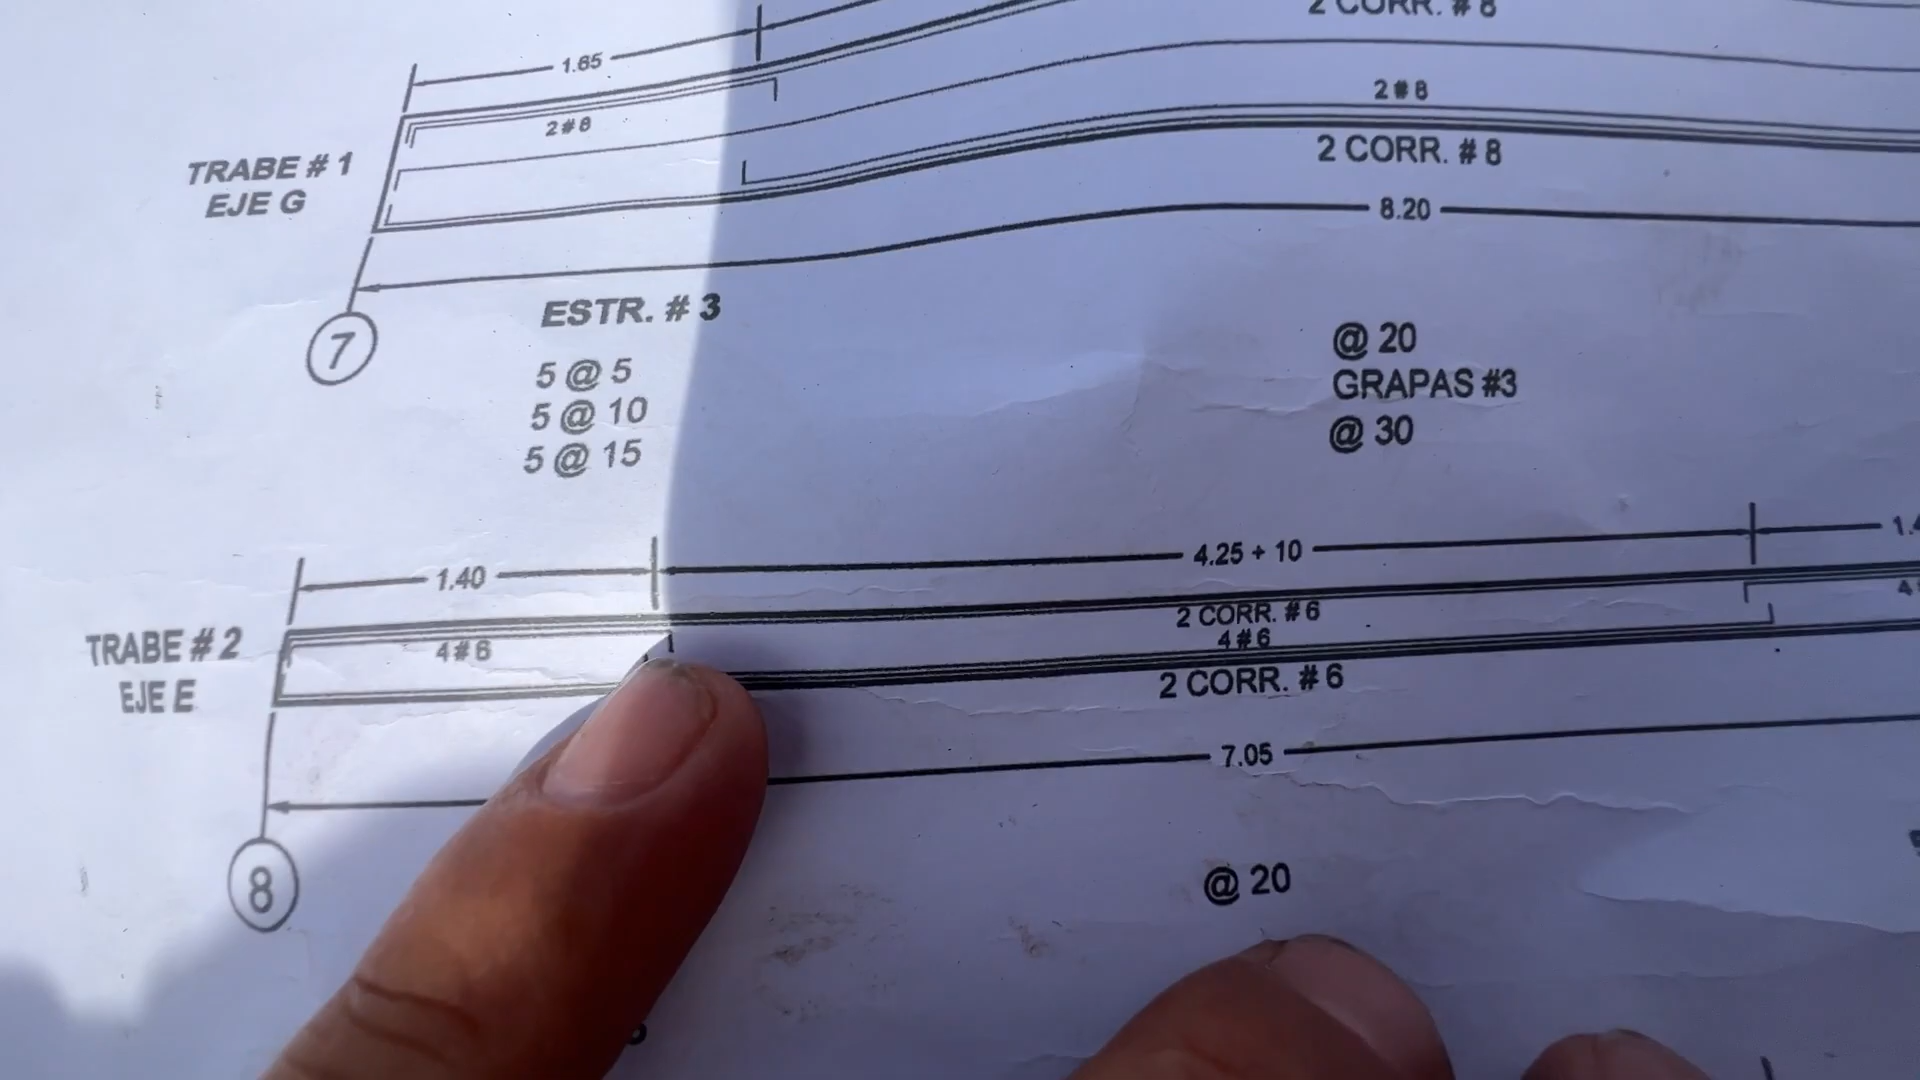 2 CORR. # 8
1.65
2#8
2#8
TRABE # 1
EJE G
2 CORR. # 8
8.20
7
ESTR. # 3
5 @ 5
5 @ 10
5 @ 15
@ 20
GRAPAS #3
@ 30
1.40
4.25 + 10
TRABE # 2
EJE E
4#6
2 CORR. # 6
4#6
2 CORR. # 6
7.05
8
@ 20